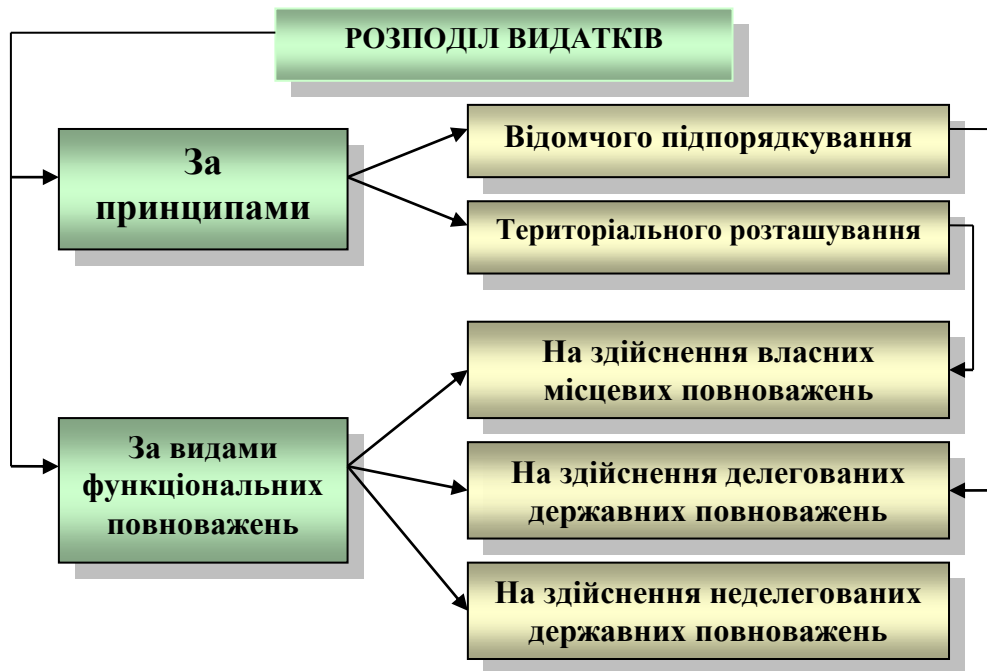 РОЗПОДІЛ ВИДАТКІВ
За
принципами
Відомчого підпорядкування
Територіального розташування
За видами
функціональних
повноважень
На здійснення власних
місцевих повноважень
На здійснення делегованих
державних повноважень
На здійснення неделегованих
державних повноважень